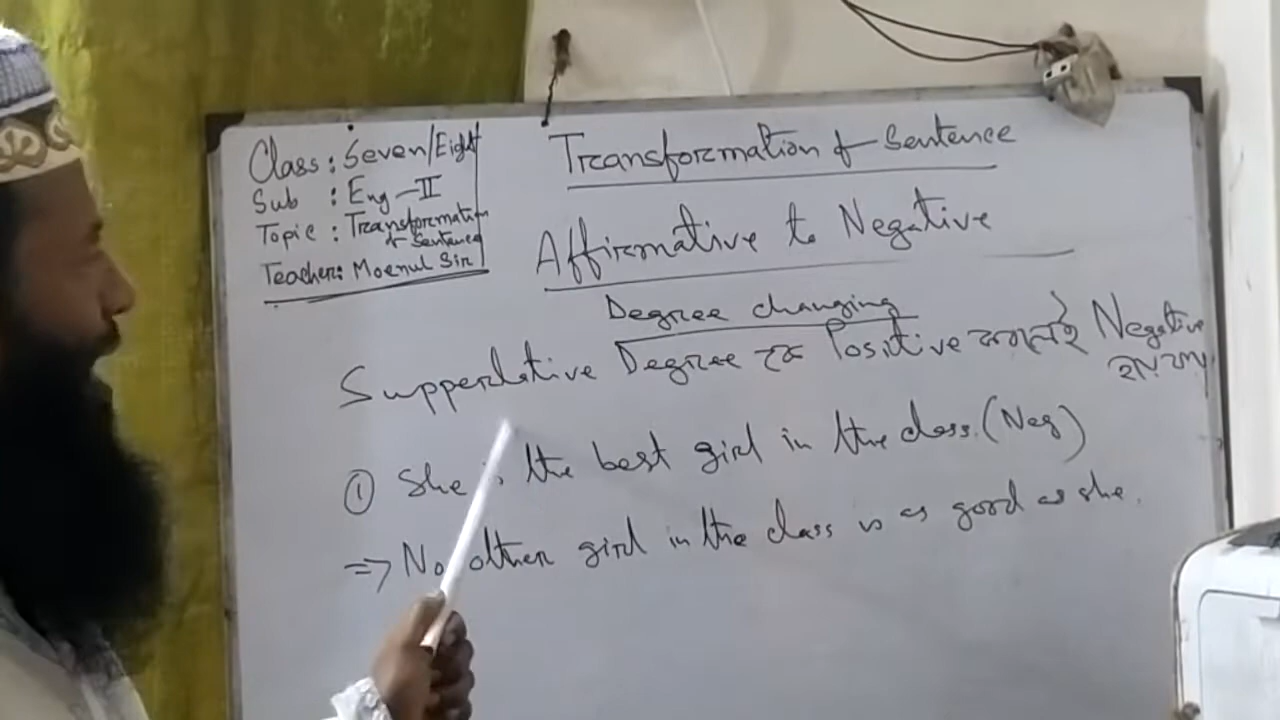 Class : Seven/Eight
Sub : Eng-II
Topic : Transformation
of Sentence
Teacher: Moenul Sir
Transformation of Sentence
Affirmative to Negative
Degree changing
Supperlative Degree কে Positive করলেই Negative
হয়ে যায়
① She is the best girl in the class. (Neg)
=> No other girl in the class is as good as she.